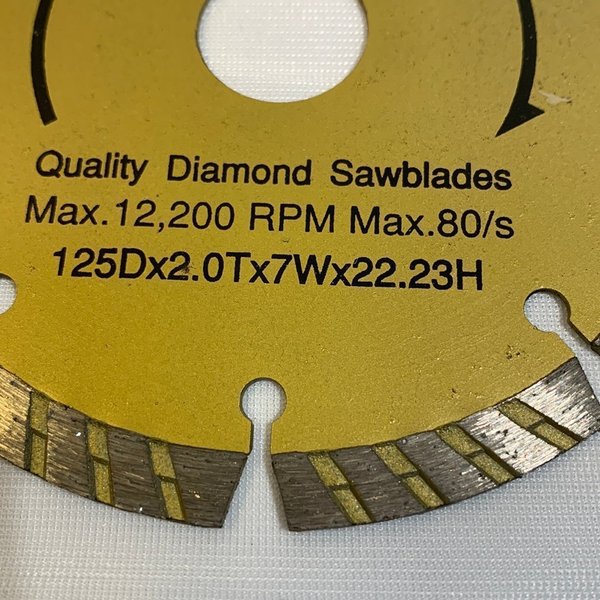 Quality Diamond Sawblades
Max.12,200 RPM Max.80/s
125Dx2.0Tx7Wx22.23H